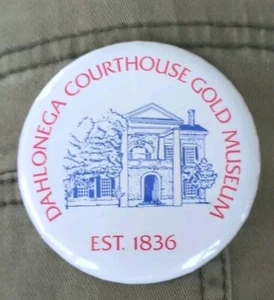 DAHLONEGA COURTHOUSE GOLD MUSEUM
EST. 1836